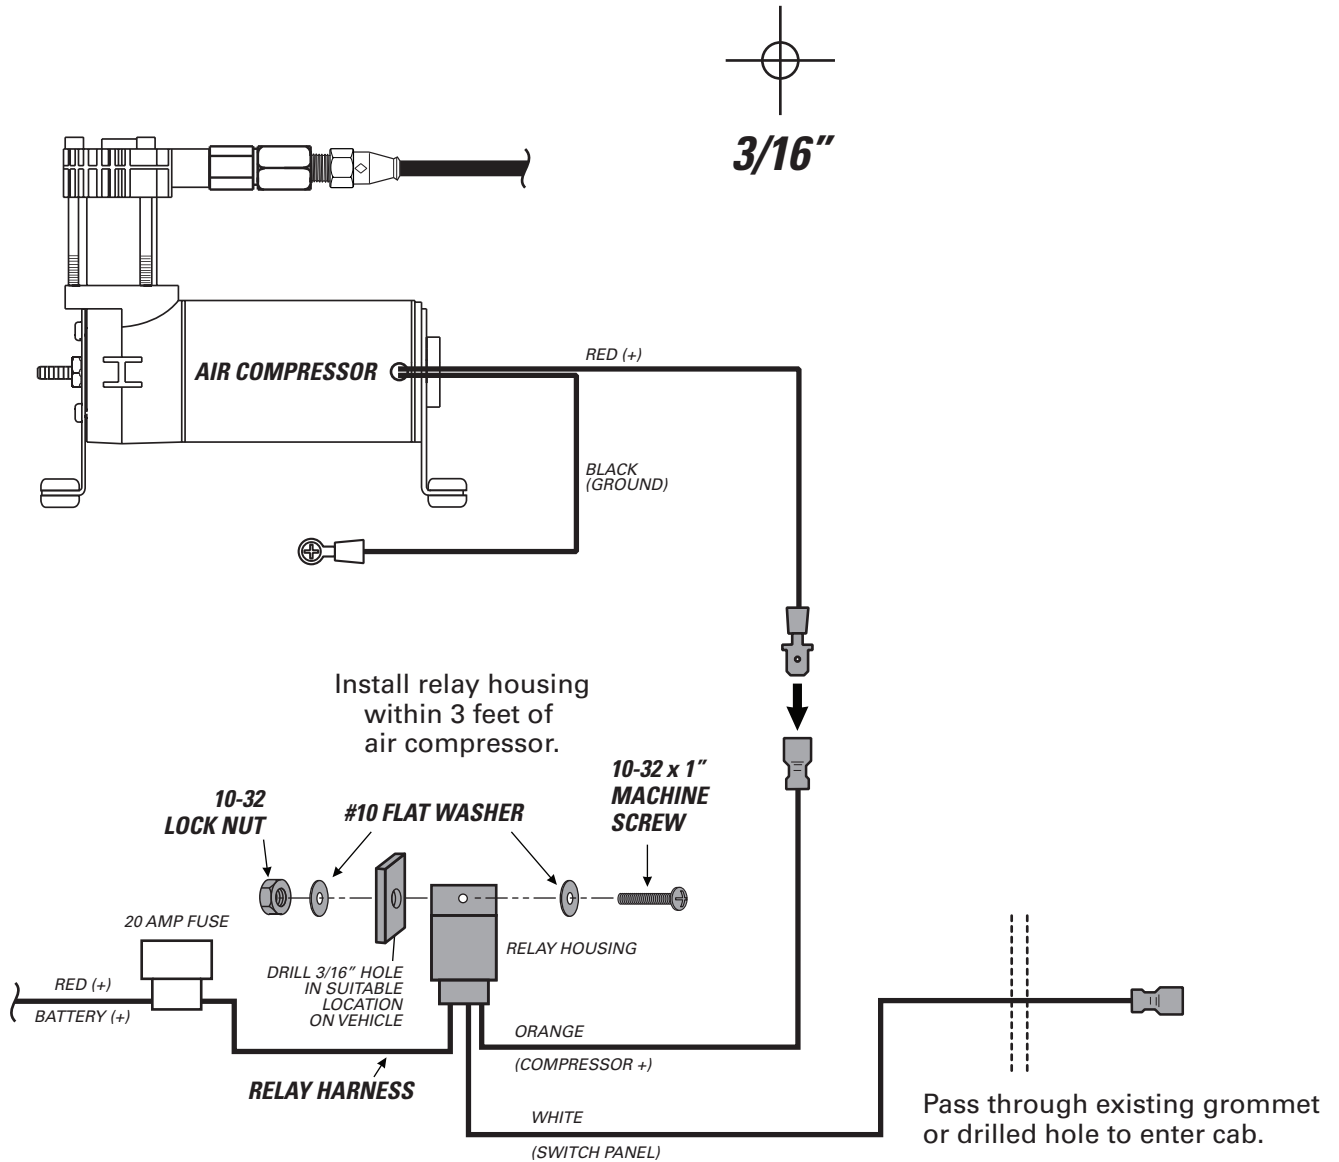 3/16”
AIR COMPRESSOR
RED (+)
BLACK
(GROUND)
Install relay housing
within 3 feet of
air compressor.
10-32
LOCK NUT
#10 FLAT WASHER
10-32 x 1”
MACHINE
SCREW
20 AMP FUSE
RED (+)
BATTERY (+)
DRILL 3/16” HOLE
IN SUITABLE
LOCATION
ON VEHICLE
RELAY HOUSING
ORANGE
(COMPRESSOR +)
RELAY HARNESS
WHITE
(SWITCH PANEL)
Pass through existing grommet
or drilled hole to enter cab.